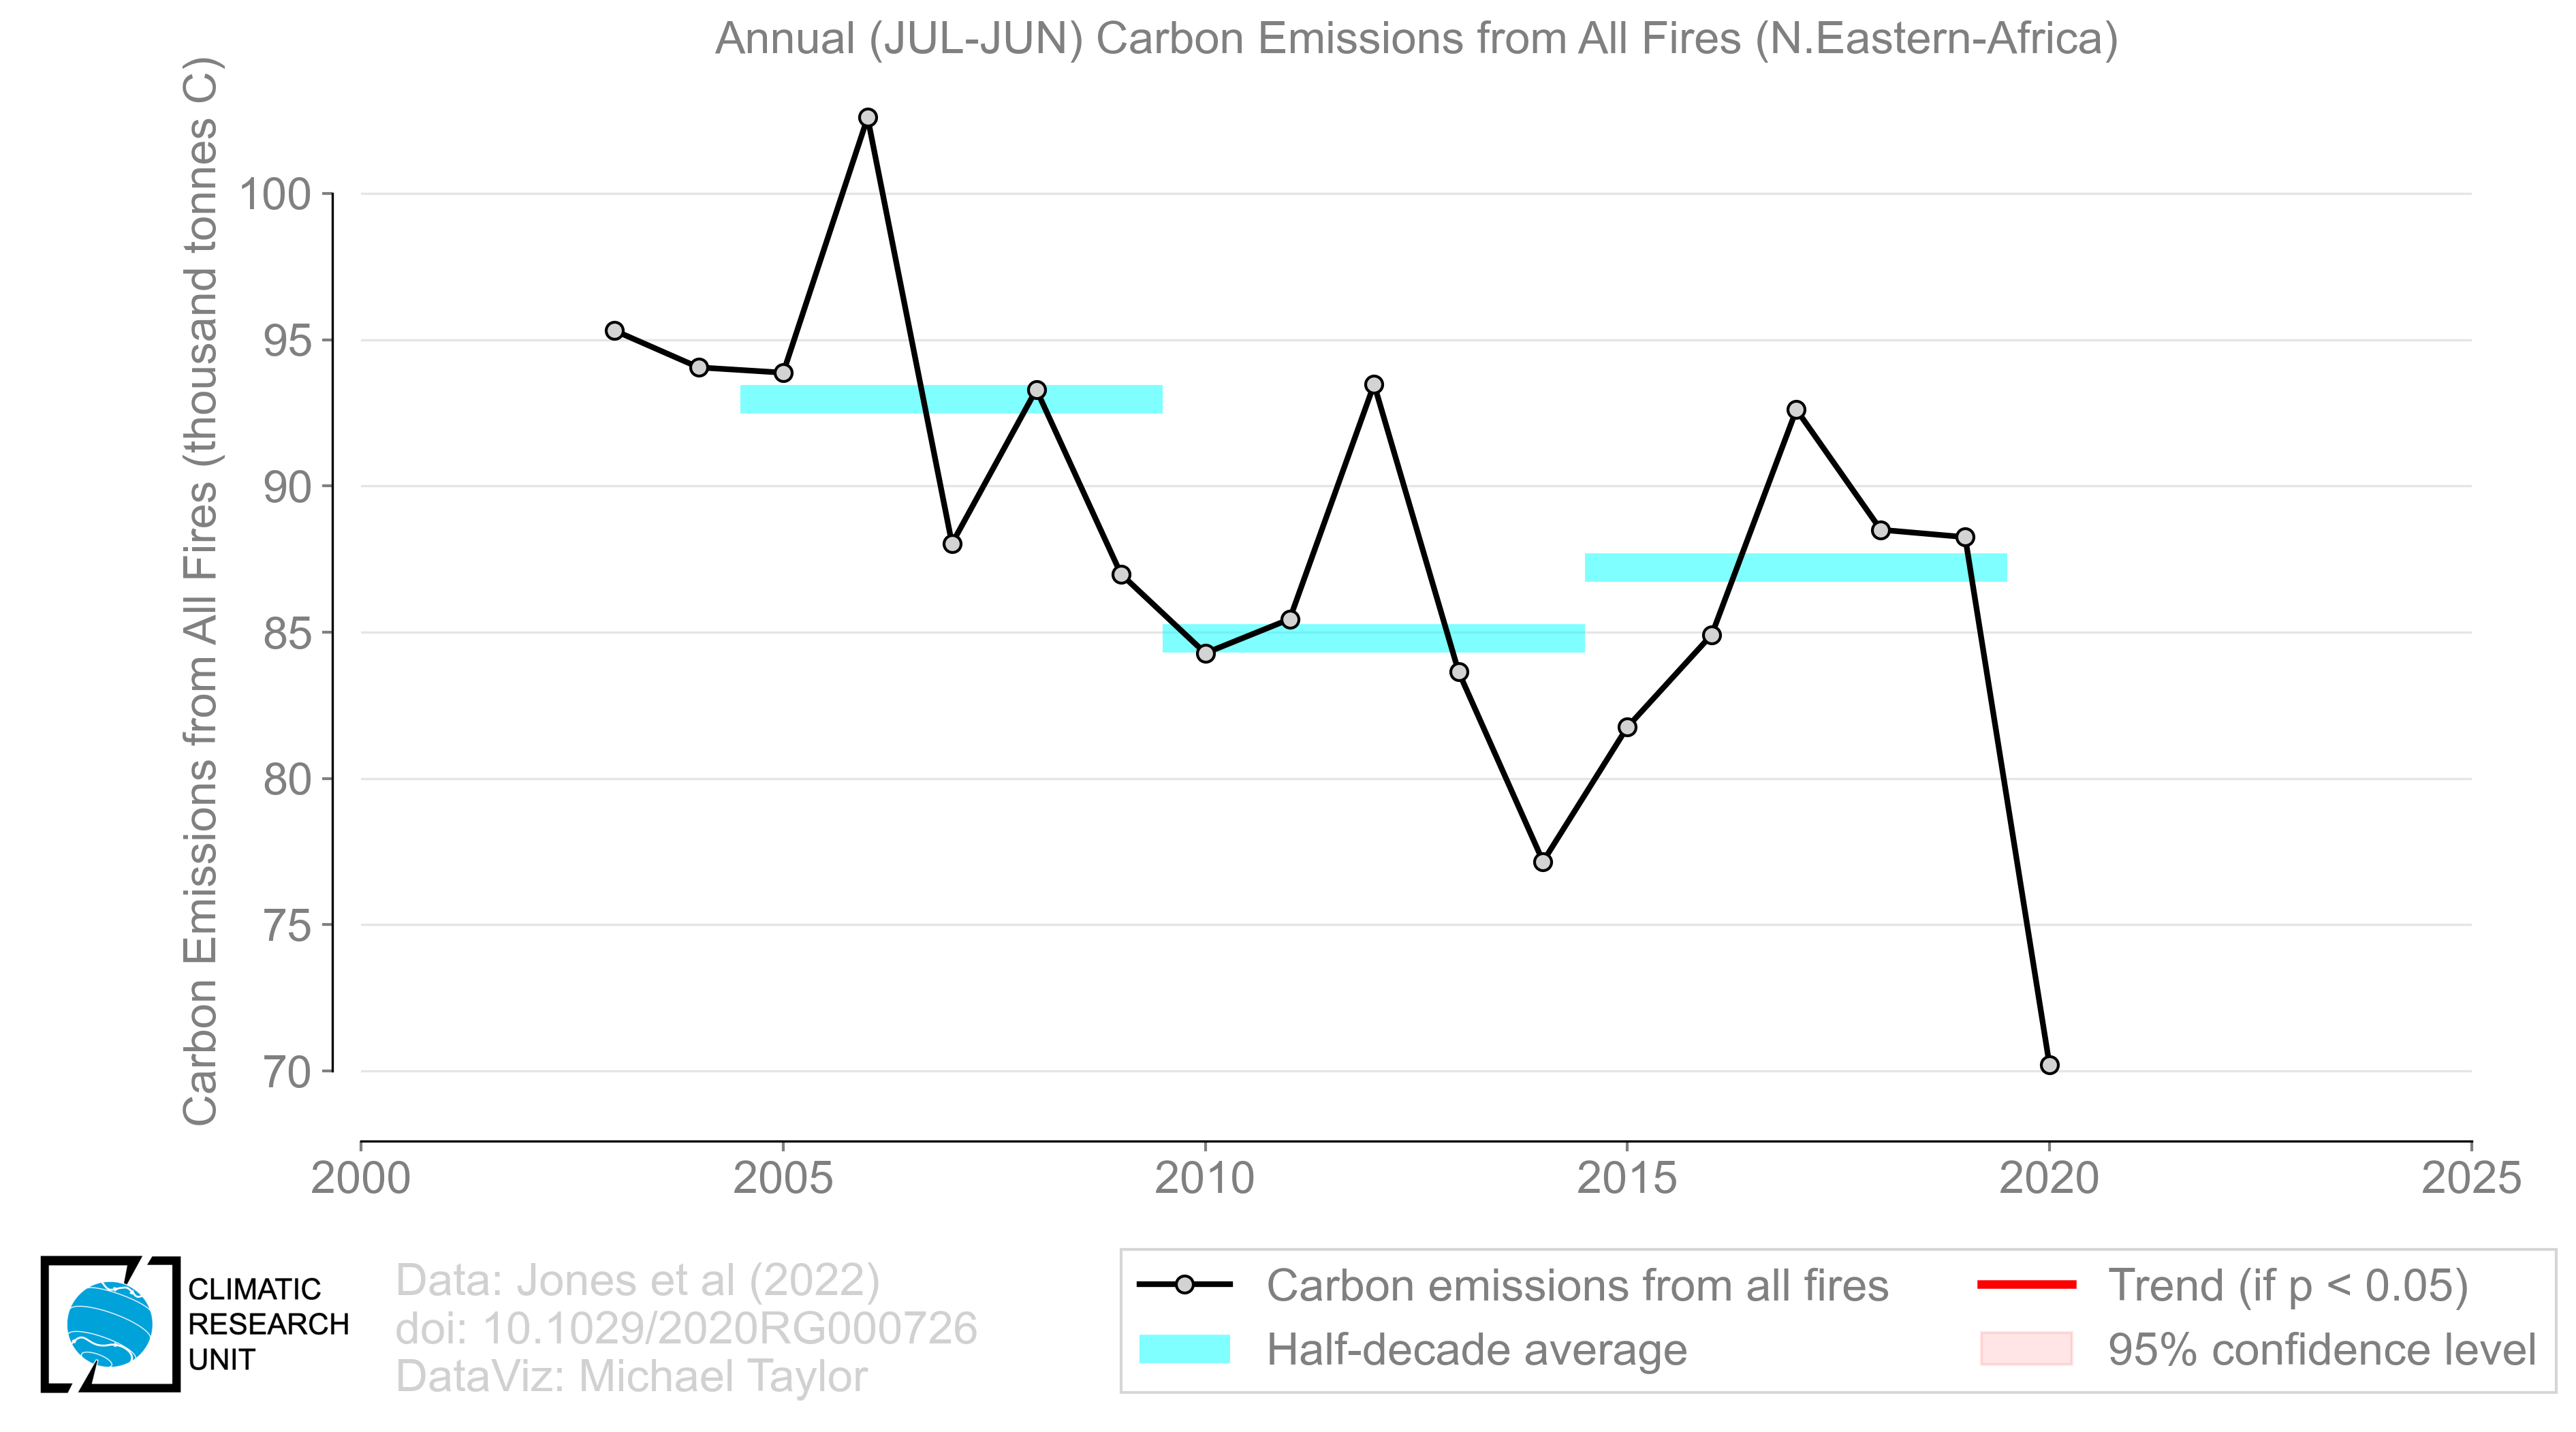 Annual (JUL-JUN) Carbon Emissions from All Fires (N.Eastern-Africa)
Carbon Emissions from All Fires (thousand tonnes C)
100
95
90
85
80
75
70
2000
2005
2010
2015
2020
2025
CLIMATIC
RESEARCH
UNIT
Data: Jones et al (2022)
doi: 10.1029/2020RG000726
DataViz: Michael Taylor
Carbon emissions from all fires
Half-decade average
Trend (if p < 0.05)
95% confidence level